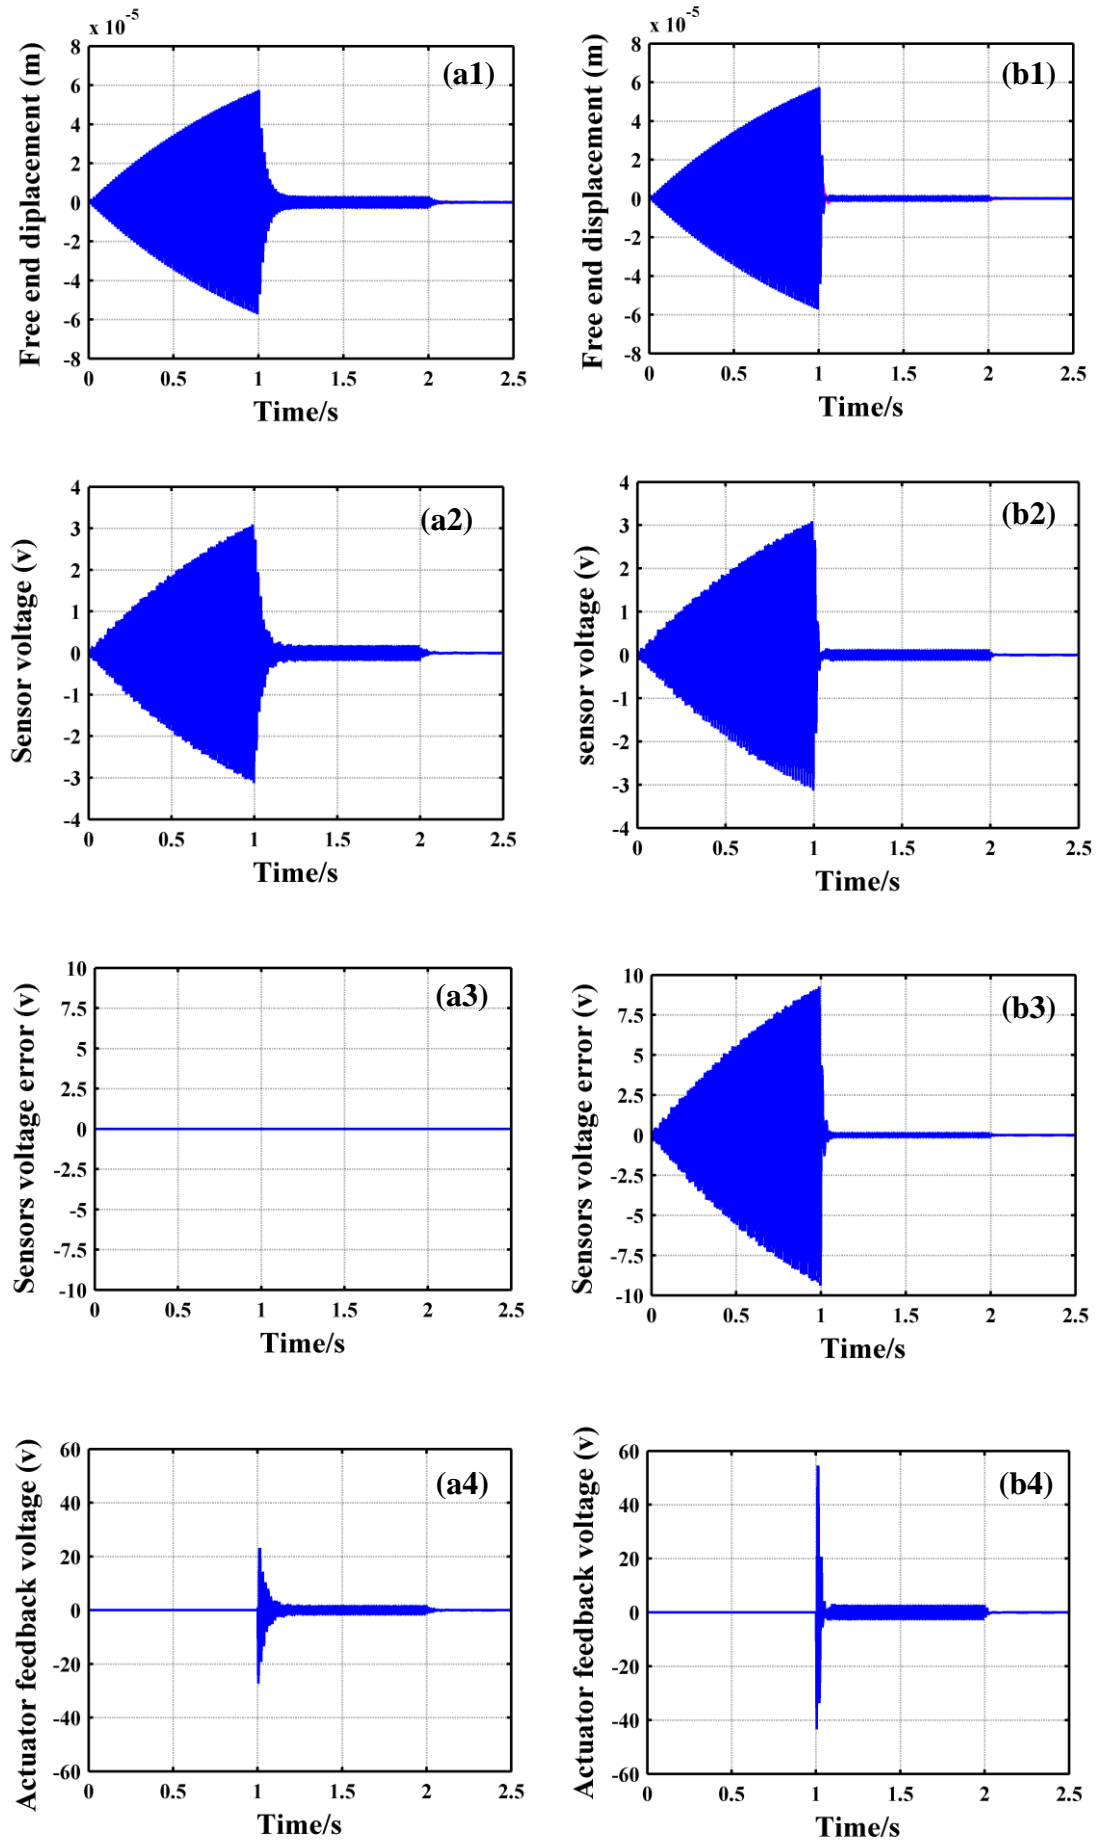 x 10^-5
(a1)
8
6
4
2
0
-2
-4
-6
-8
0 0.5 1 1.5 2 2.5
Free end diplacement (m)
Time/s
x 10^-5
(b1)
8
6
4
2
0
-2
-4
-6
-8
0 0.5 1 1.5 2 2.5
Free end displacement (m)
Time/s
(a2)
4
3
2
1
0
-1
-2
-3
-4
0 0.5 1 1.5 2 2.5
Sensor voltage (v)
Time/s
(b2)
4
3
2
1
0
-1
-2
-3
-4
0 0.5 1 1.5 2 2.5
sensor voltage (v)
Time/s
(a3)
10
7.5
5
2.5
0
-2.5
-5
-7.5
-10
0 0.5 1 1.5 2 2.5
Sensors voltage error (v)
Time/s
(b3)
10
7.5
5
2.5
0
-2.5
-5
-7.5
-10
0 0.5 1 1.5 2 2.5
Sensors voltage error (v)
Time/s
(a4)
60
40
20
0
-20
-40
-60
0 0.5 1 1.5 2 2.5
Actuator feedback voltage (v)
Time/s
(b4)
60
40
20
0
-20
-40
-60
0 0.5 1 1.5 2 2.5
Actuator feedback voltage (v)
Time/s